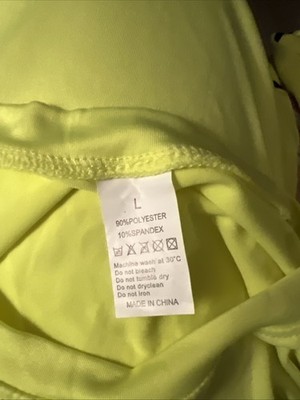 L
90%POLYESTER
10%SPANDEX
Machine wash at 30°C
Do not bleach
Do not tumble dry
Do not dryclean
Do not iron
MADE IN CHINA